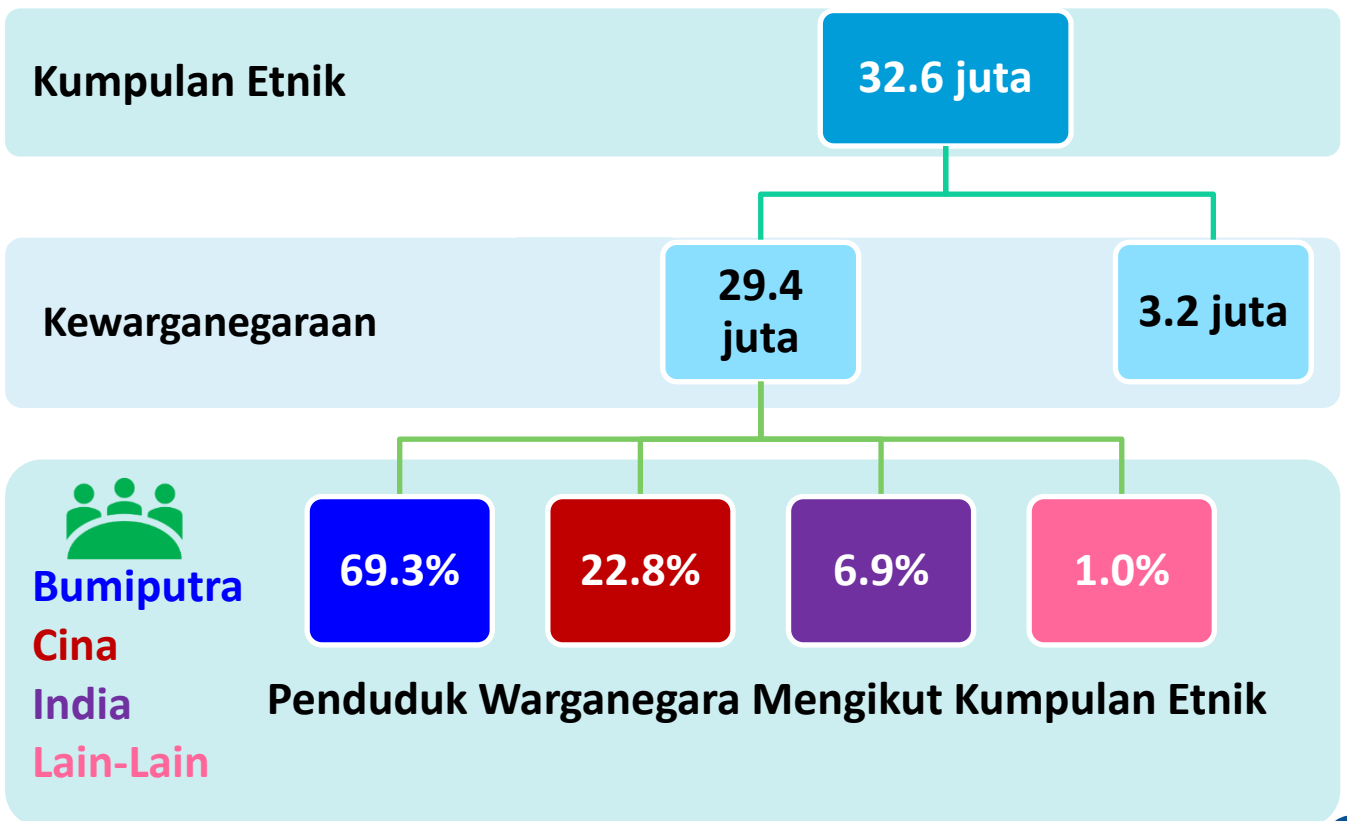 Kumpulan Etnik
32.6 juta
Kewarganegaraan
29.4
juta
3.2 juta
Bumiputra
Cina
India
Lain-Lain
69.3%
22.8%
6.9%
1.0%
Penduduk Warganegara Mengikut Kumpulan Etnik